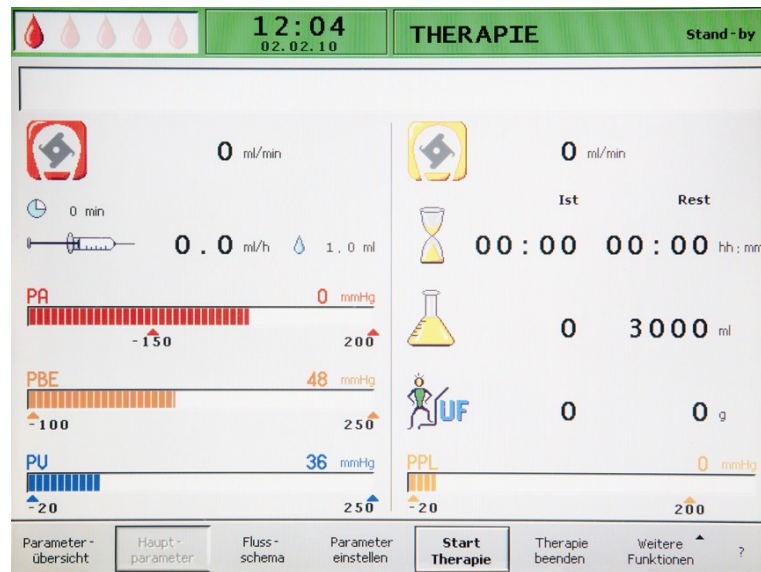 12:04
02.02.10
THERAPIE
Stand-by
0 ml/min
0 ml/min
0 min
Ist Rest
0.0 ml/h 1.0 ml
00:00 00:00 hh:mm
PA 0 mmHg
-150 200
0 3000 ml
PBE 48 mmHg
-100 250
UF 0 0 g
PV 36 mmHg
-20 250
PPL 0 mmHg
-20 200
Parameter-
übersicht
Haupt-
parameter
Fluss-
schema
Parameter
einstellen
Start
Therapie
Therapie
beenden
Weitere
Funktionen
?